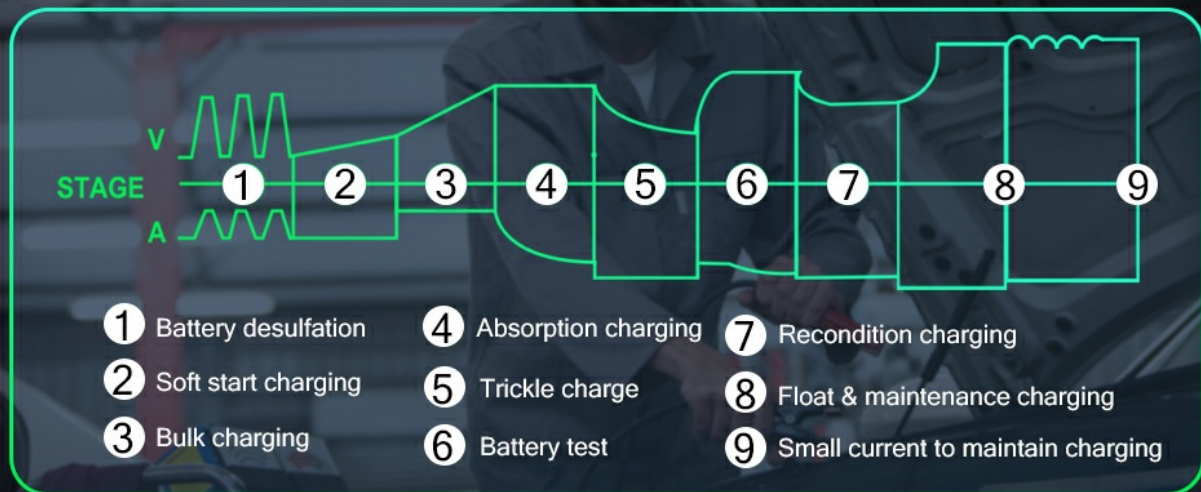 V
STAGE 1 2 3 4 5 6 7 8 9
A
1 Battery desulfation
2 Soft start charging
3 Bulk charging
4 Absorption charging
5 Trickle charge
6 Battery test
7 Recondition charging
8 Float & maintenance charging
9 Small current to maintain charging